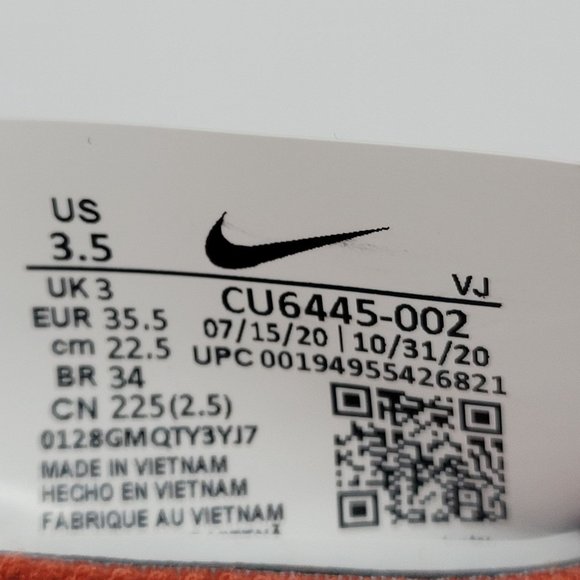 US
3.5
VJ
UK 3
CU6445-002
EUR 35.5
07/15/20 | 10/31/20
cm 22.5
UPC 00194955426821
BR 34
CN 225(2.5)
0128GMQTY3YJ7
MADE IN VIETNAM
HECHO EN VIETNAM
FABRIQUE AU VIETNAM